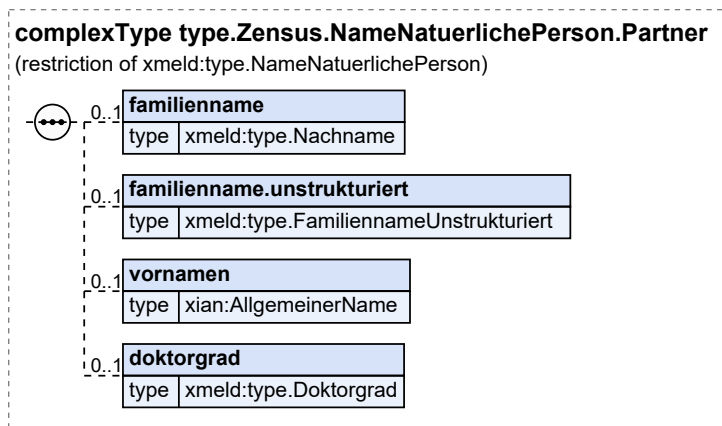 complexType type.Zensus.NameNatuerlichePerson.Partner
(restriction of xmeld:type.NameNatuerlichePerson)
0..1 familienname
type xmeld:type.Nachname
0..1 familienname.unstrukturiert
type xmeld:type.FamiliennameUnstrukturiert
0..1 vornamen
type xian:AllgemeinerName
0..1 doktorgrad
type xmeld:type.Doktorgrad